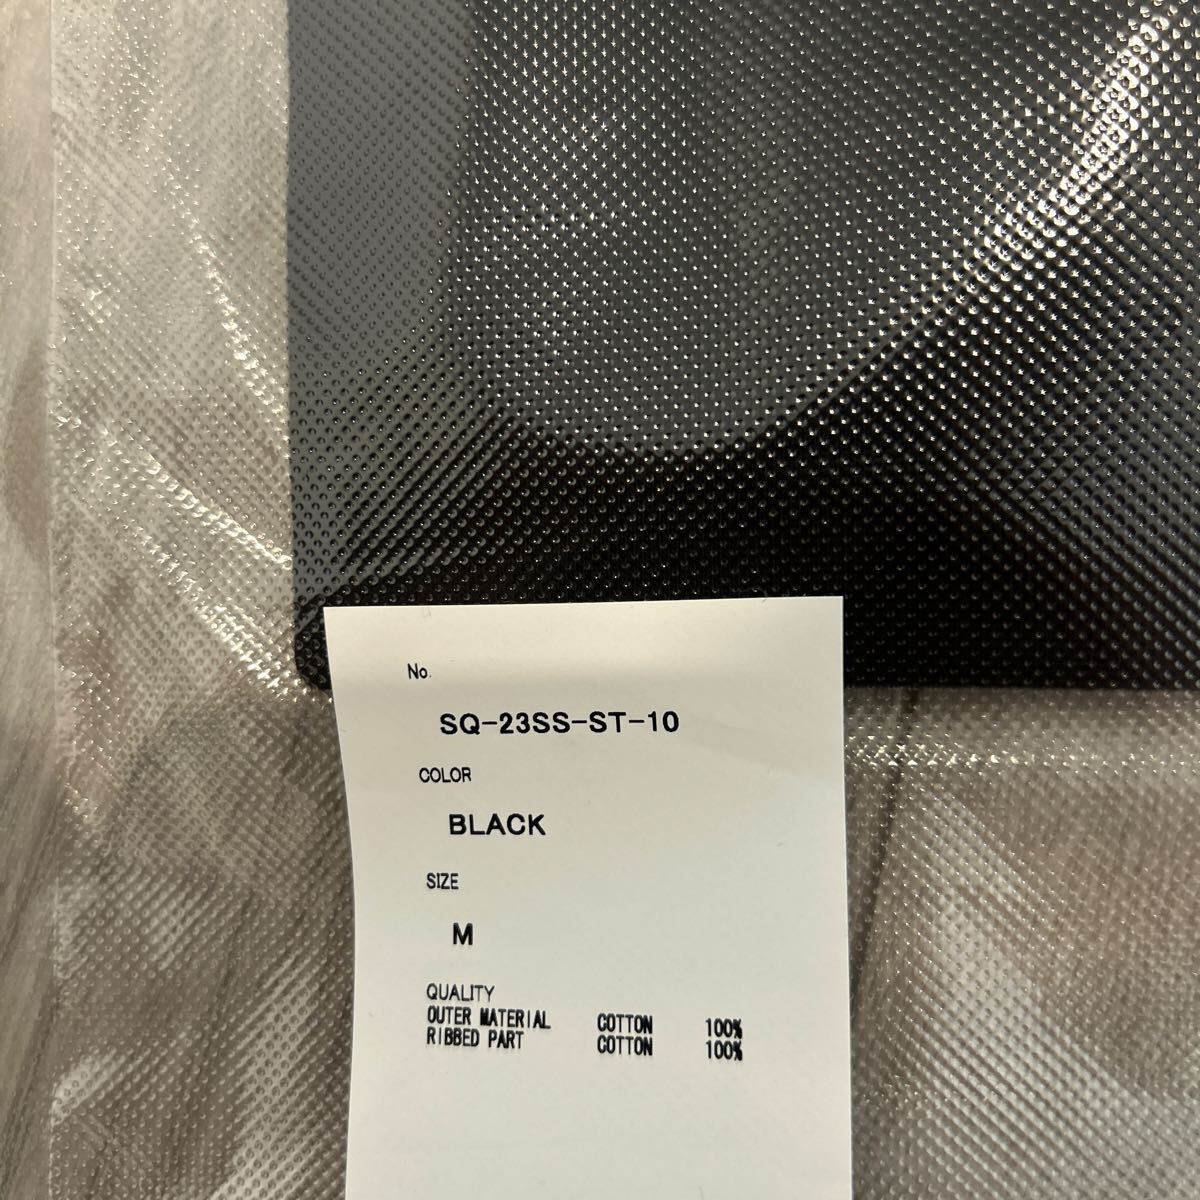 No.
SQ-23SS-ST-10
COLOR
BLACK
SIZE
M
QUALITY
OUTER MATERIAL COTTON 100%
RIBBED PART COTTON 100%